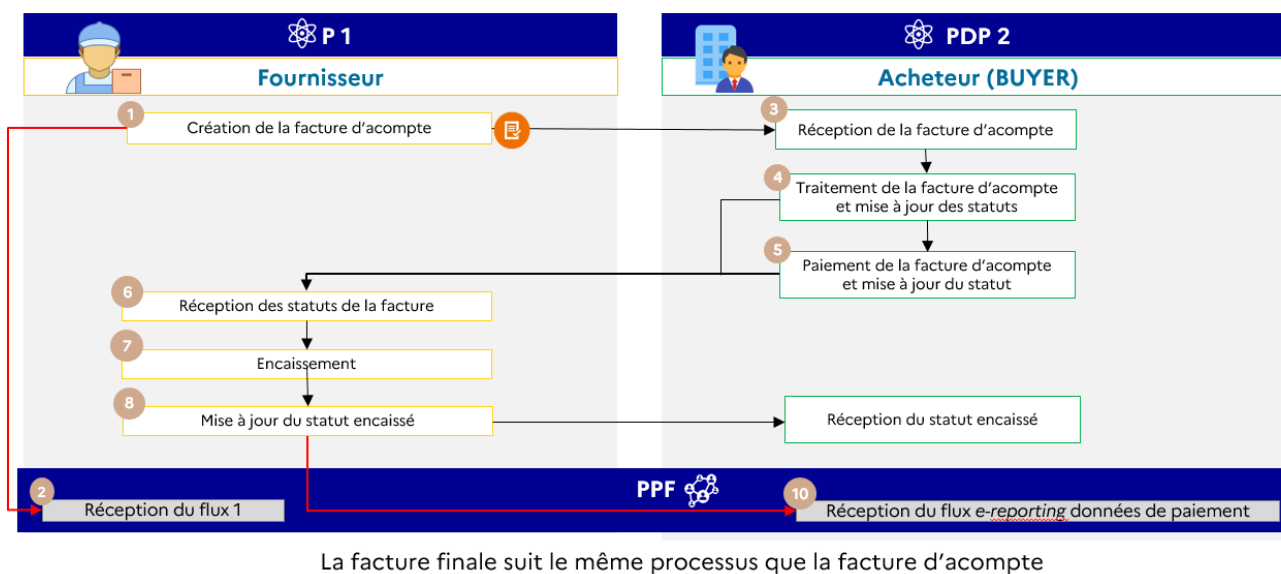 P 1
PDP 2
Fournisseur
Acheteur (BUYER)
1
Création de la facture d'acompte
3
Réception de la facture d'acompte
4
Traitement de la facture d'acompte
et mise à jour des statuts
5
Paiement de la facture d'acompte
et mise à jour du statut
6
Réception des statuts de la facture
7
Encaissement
8
Mise à jour du statut encaissé
Réception du statut encaissé
PPF
2
Réception du flux 1
10
Réception du flux e-reporting données de paiement
La facture finale suit le même processus que la facture d'acompte